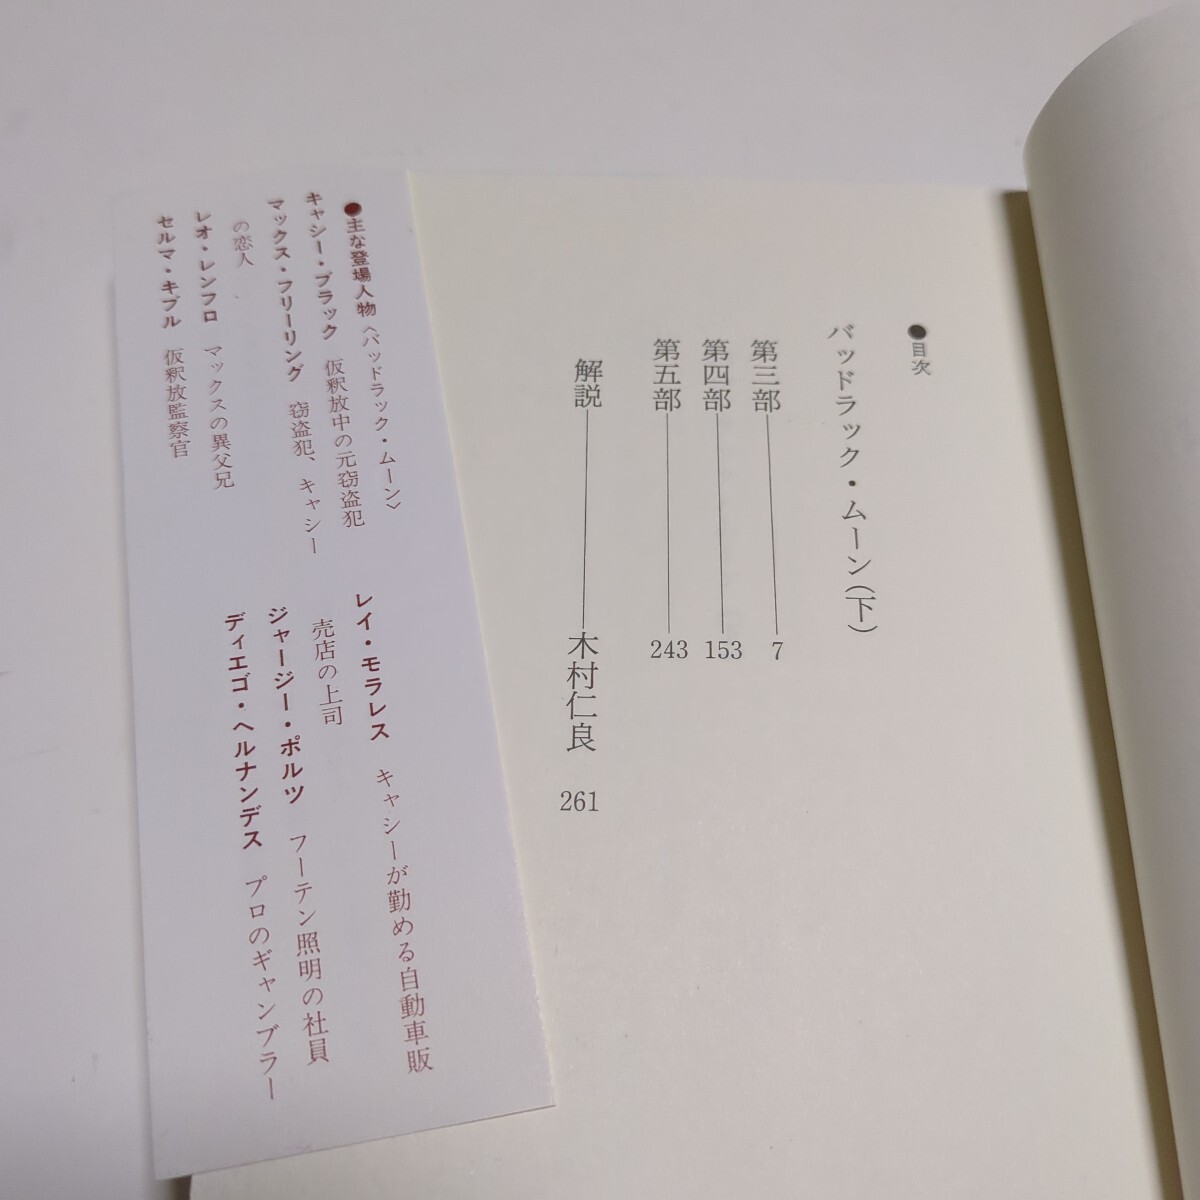 ●目次
バッドラック・ムーン(下)
第三部 7
第四部 153
第五部 243
解説 木村仁良 261
●主な登場人物〈バッドラック・ムーン〉
キャシー・ブラック 仮釈放中の元窃盗犯
マックス・フリーリング 窃盗犯、キャシー
の恋人
レオ・レンフロ マックスの異父兄
セルマ・キブル 仮釈放監察官
レイ・モラレス キャシーが勤める自動車販
売店の上司
ジャージー・ポルツ フーテン照明の社員
ディエゴ・ヘルナンデス プロのギャンブラー